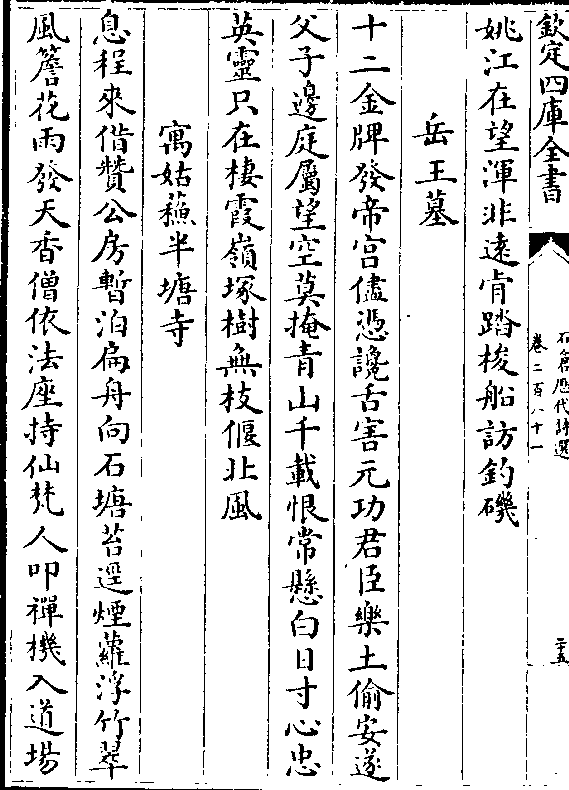 欽定四庫全書
石倉歷代詩選
卷二百八十一
二十五
姚江在望渾非遠肯踏梭船訪釣磯
岳王墓
十二金牌發帝宮儘憑讒舌害元功君臣樂土偷安遂
父子邊庭屬望空莫掩青山千載恨常懸白日寸心忠
英靈只在棲霞嶺塚樹無枝偃北風
寓姑蘓半塘寺
息程來借贊公房暫泊扁舟向石塘苔逕煙蘿浮竹翠
風簷花雨發天香僧依法座持仙梵人叩禪機入道場